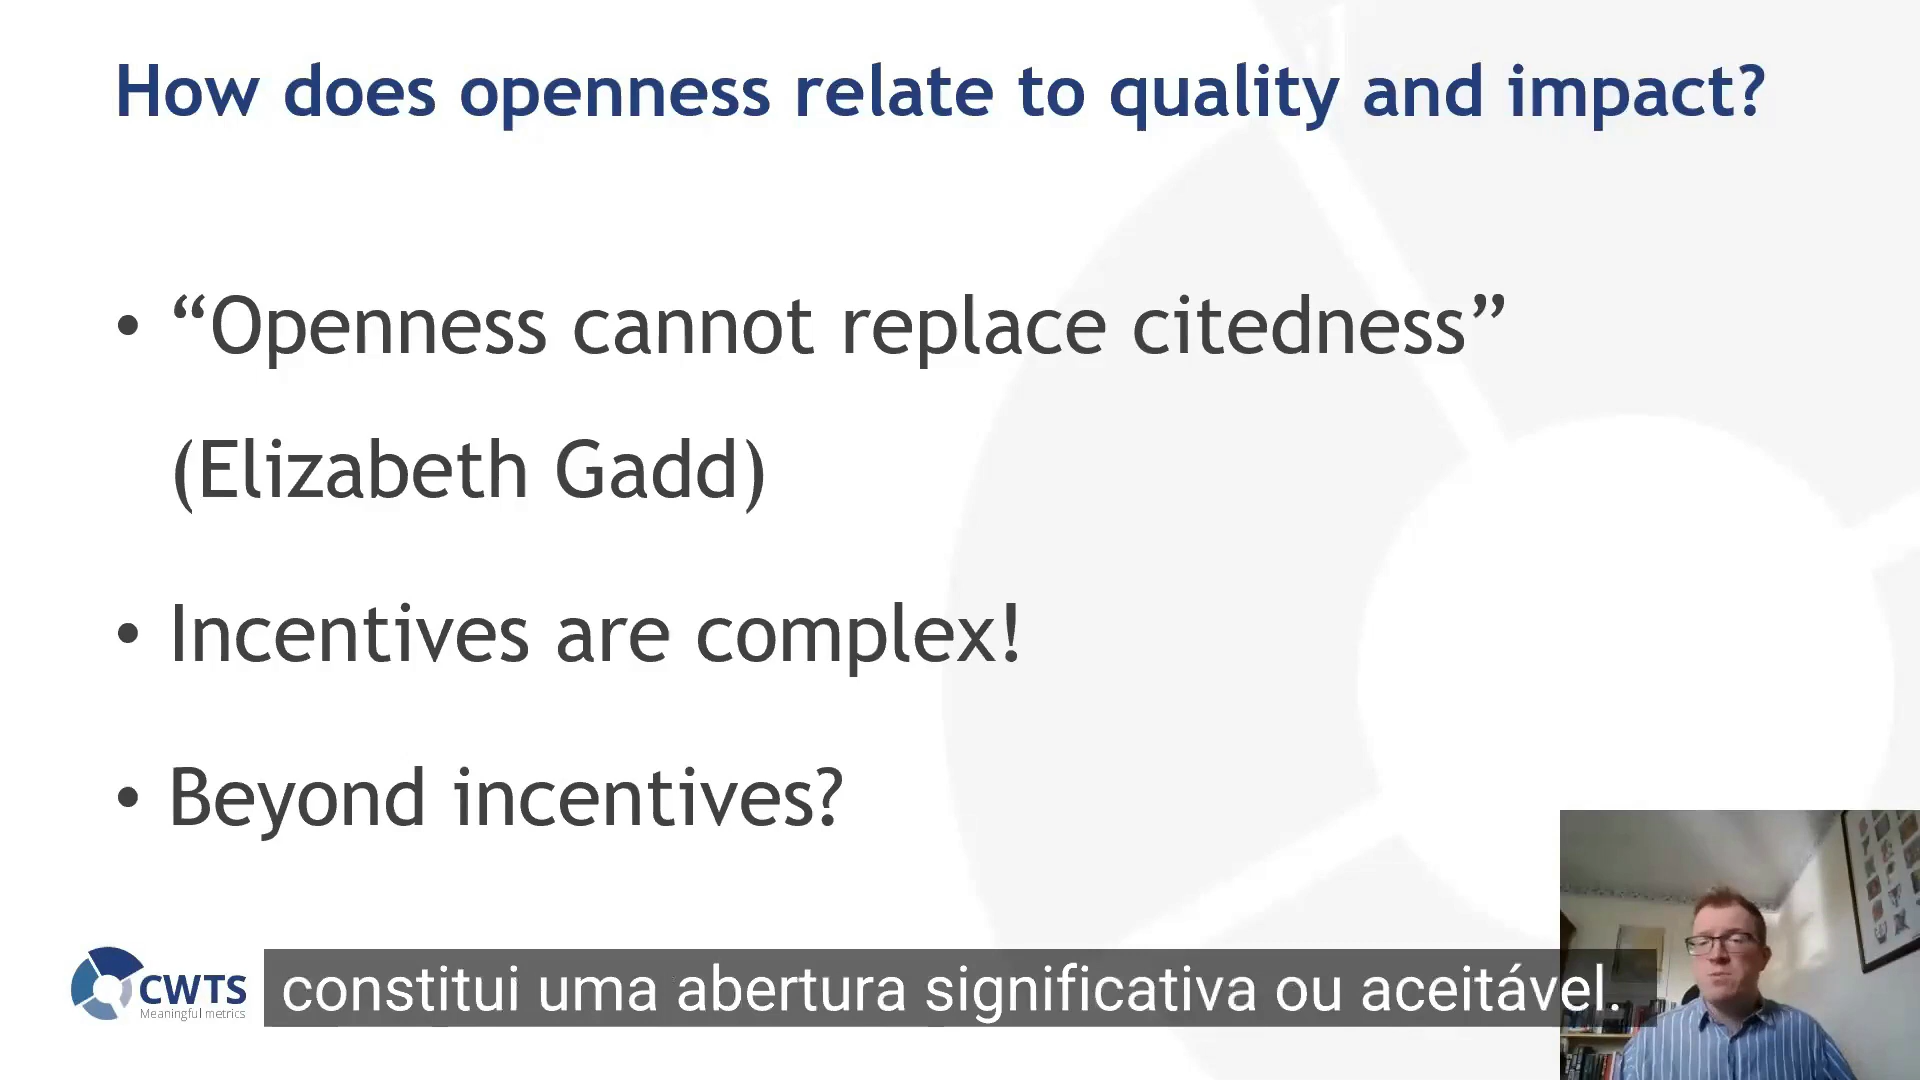 How does openness relate to quality and impact?
• “Openness cannot replace citedness”
(Elizabeth Gadd)
• Incentives are complex!
• Beyond incentives?
CWTS
Meaningful metrics
constitui uma abertura significativa ou aceitável.